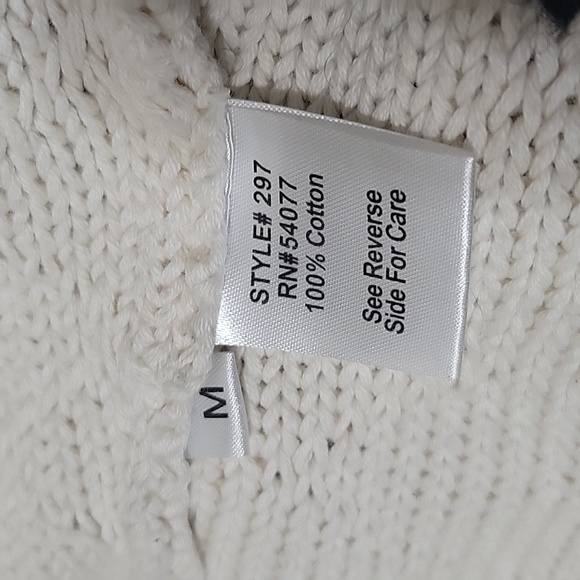 STYLE# 297
RN#54077
100% Cotton
See Reverse
Side For Care
M